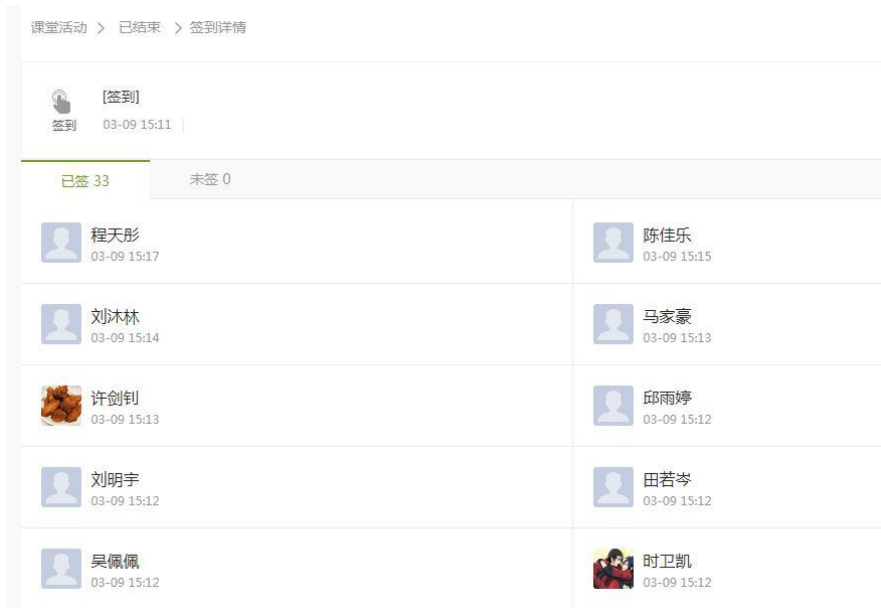 课堂活动 > 已结束 > 签到详情
[签到]
签到 03-09 15:11
已签 33 未签 0
程天彤 陈佳乐
03-09 15:17 03-09 15:15
刘沐林 马家豪
03-09 15:14 03-09 15:13
许剑钊 邱雨婷
03-09 15:13 03-09 15:12
刘明宇 田若岑
03-09 15:12 03-09 15:12
吴佩佩 时卫凯
03-09 15:12 03-09 15:12